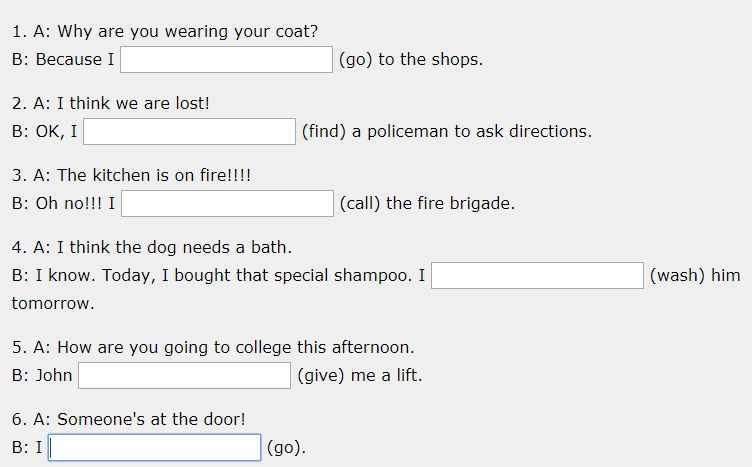 1. A: Why are you wearing your coat?
B: Because I (go) to the shops.
2. A: I think we are lost!
B: OK, I (find) a policeman to ask directions.
3. A: The kitchen is on fire!!!!
B: Oh no!!! I (call) the fire brigade.
4. A: I think the dog needs a bath.
B: I know. Today, I bought that special shampoo. I (wash) him
tomorrow.
5. A: How are you going to college this afternoon.
B: John (give) me a lift.
6. A: Someone's at the door!
B: I (go).